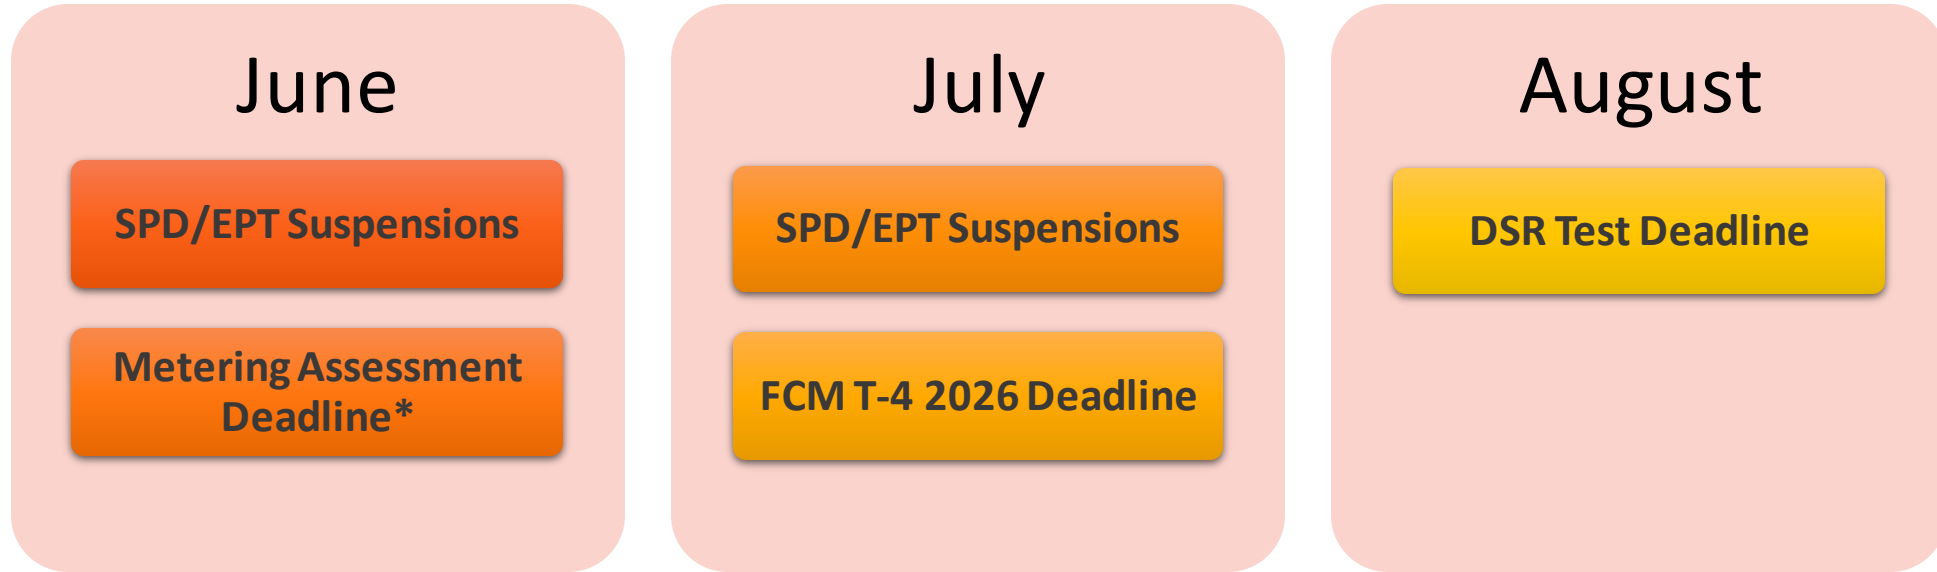 June
SPD/EPT Suspensions
Metering Assessment
Deadline*
July
SPD/EPT Suspensions
FCM T-4 2026 Deadline
August
DSR Test Deadline